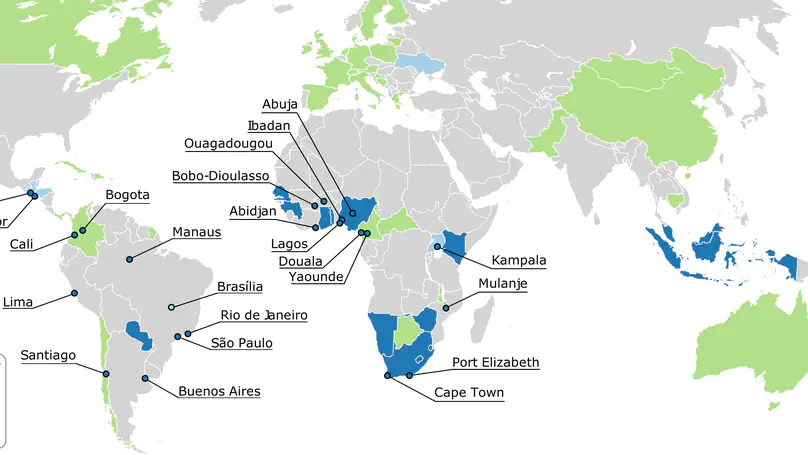 Abuja
Ibadan
Ouagadougou
Bobo-Dioulasso
Bogota
Abidjan
or
Manaus
Cali
Lagos
Douala
Kampala
Yaounde
Mulanje
Brasília
Lima
Rio de Janeiro
São Paulo
Santiago
Port Elizabeth
Buenos Aires
Cape Town